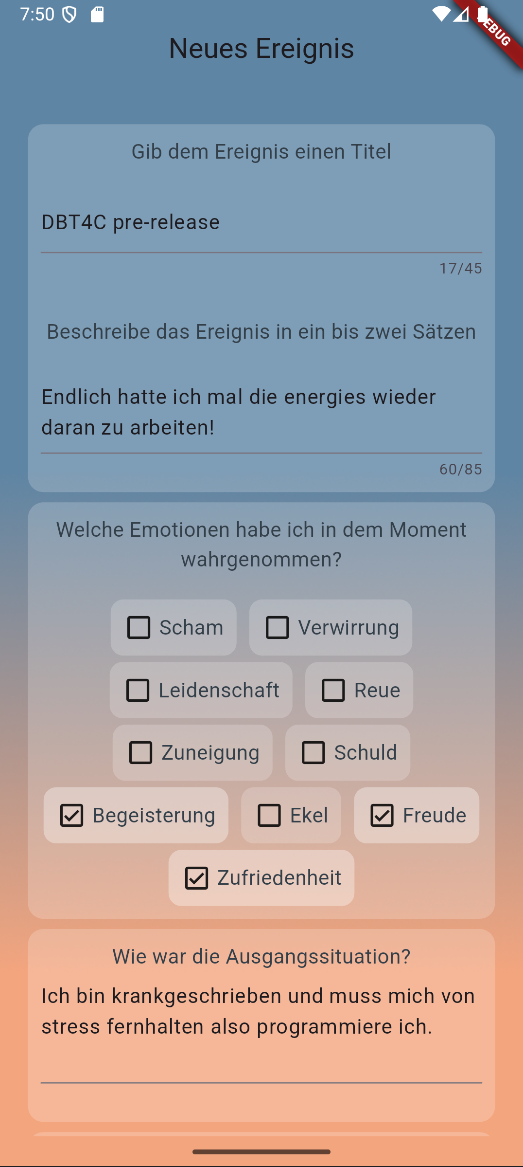 7:50
EBUG
Neues Ereignis
Gib dem Ereignis einen Titel
DBT4C pre-release
17/45
Beschreibe das Ereignis in ein bis zwei Sätzen
Endlich hatte ich mal die energies wieder
daran zu arbeiten!
60/85
Welche Emotionen habe ich in dem Moment
wahrgenommen?
Scham Verwirrung
Leidenschaft Reue
Zuneigung Schuld
Begeisterung Ekel Freude
Zufriedenheit
Wie war die Ausgangssituation?
Ich bin krankgeschrieben und muss mich von
stress fernhalten also programmiere ich.